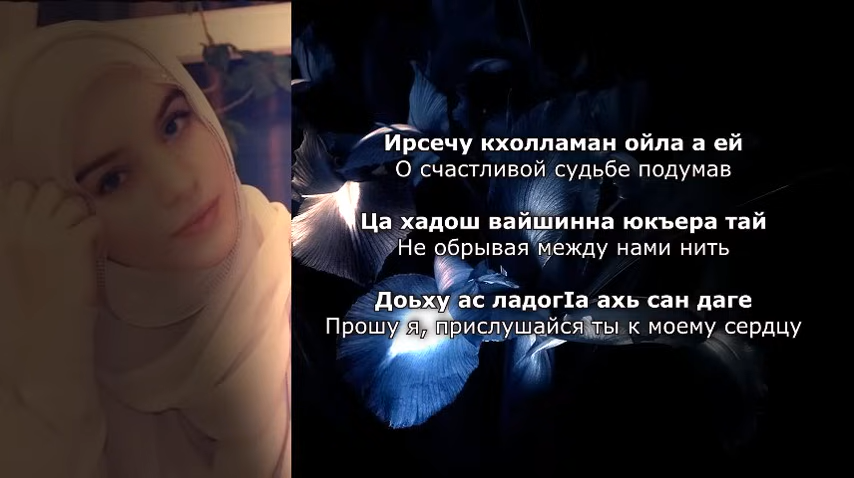 Ирсечу кхолламан ойла а ей
О счастливой судьбе подумав
Ца хадош вайшинна юкъера тай
Не обрывая между нами нить
Доьху ас ладогIа ахь сан даге
Прошу я, прислушайся ты к моему сердцу